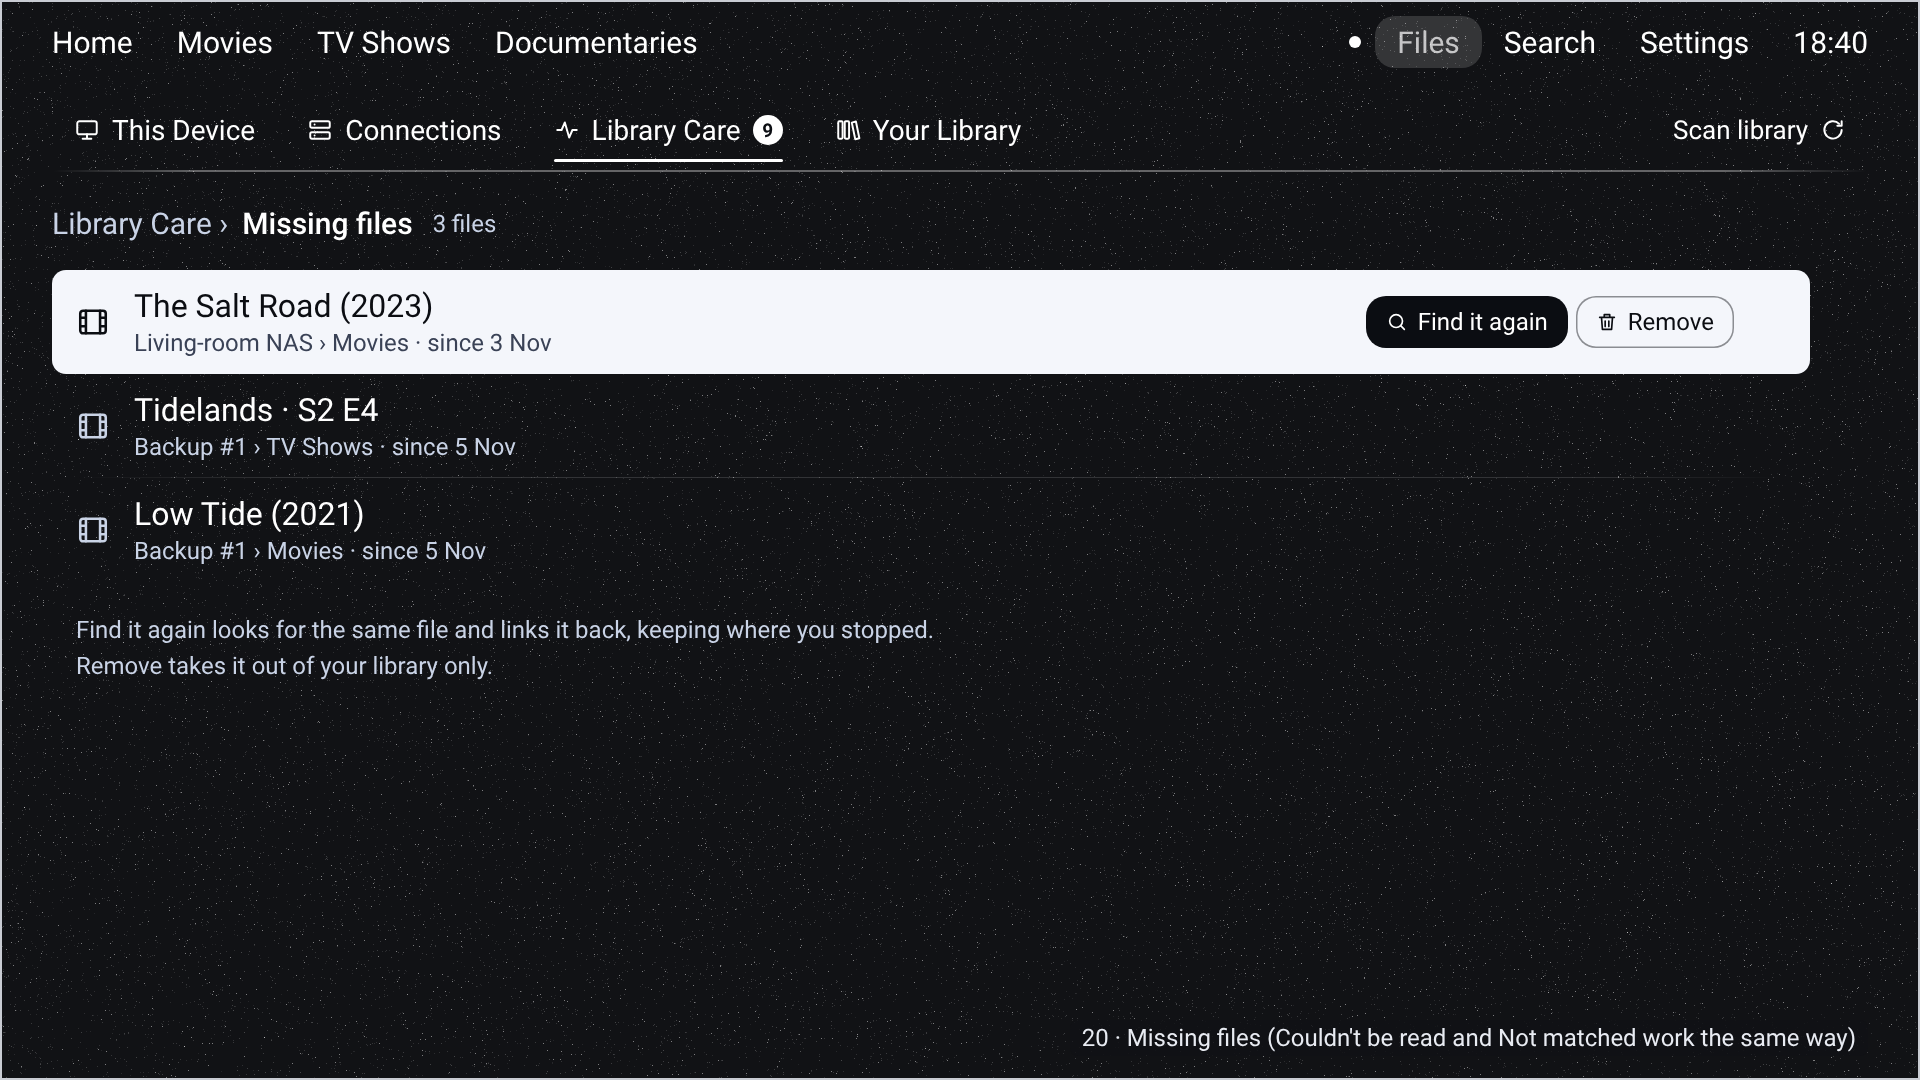 Home Movies TV Shows Documentaries Files Search Settings 18:40
This Device Connections Library Care 9 Your Library Scan library
Library Care › Missing files 3 files
The Salt Road (2023)
Living-room NAS › Movies · since 3 Nov
Find it again Remove
Tidelands · S2 E4
Backup #1 › TV Shows · since 5 Nov
Low Tide (2021)
Backup #1 › Movies · since 5 Nov
Find it again looks for the same file and links it back, keeping where you stopped.
Remove takes it out of your library only.
20 · Missing files (Couldn't be read and Not matched work the same way)